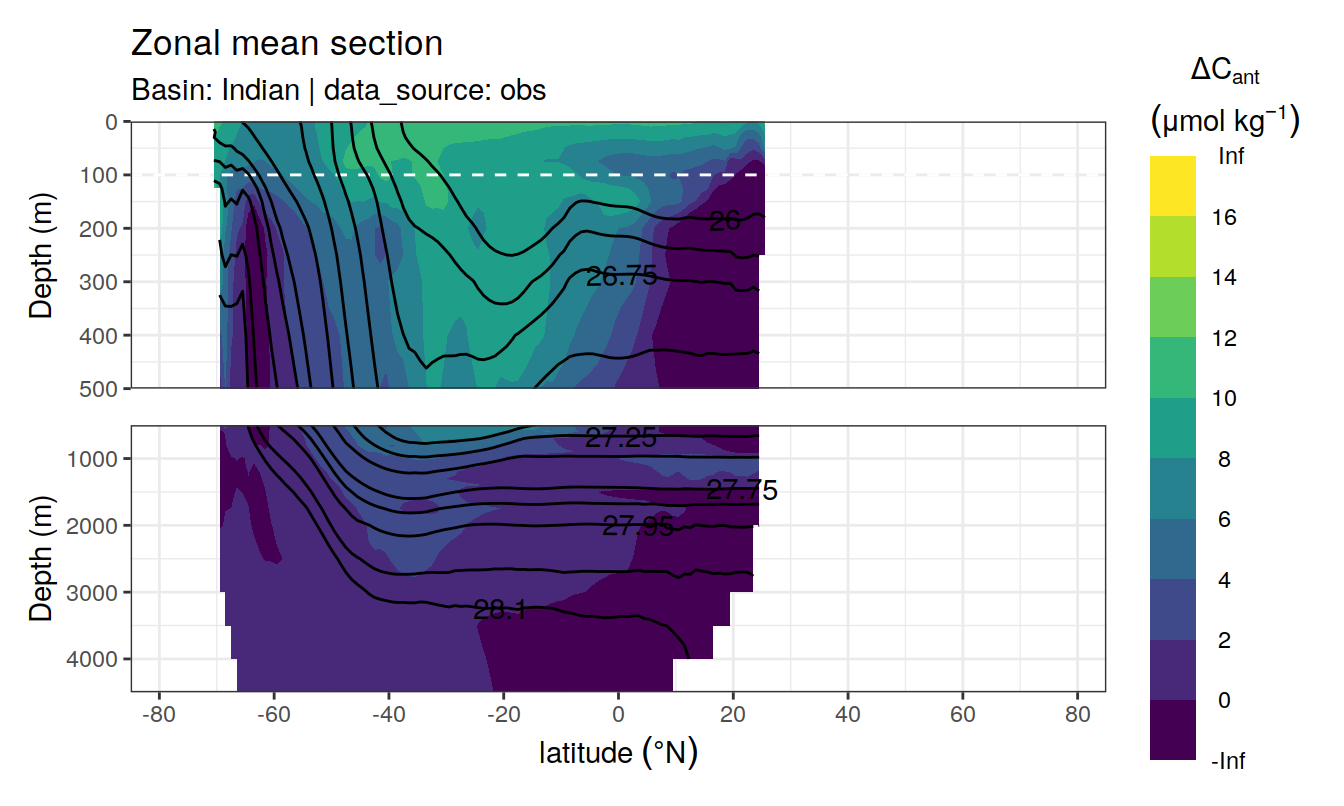 Zonal mean section
Basin: Indian | data_source: obs
ΔCant
(μmol kg⁻¹)
Inf
16
14
12
10
8
6
4
2
0
-Inf
Depth (m)
0
100
200
300
400
500
26
26.75
Depth (m)
1000
2000
3000
4000
27.25
27.75
27.95
28.1
-80 -60 -40 -20 0 20 40 60 80
latitude (°N)